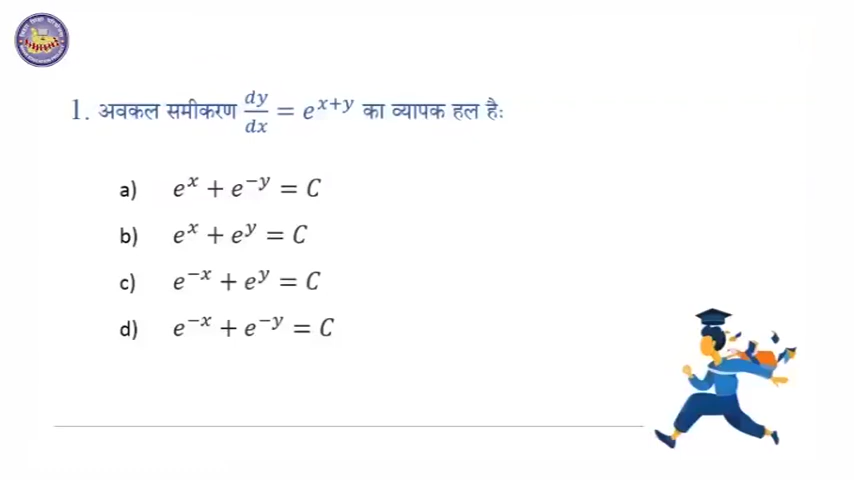 1. अवकल समीकरण dy/dx = e^{x+y} का व्यापक हल है:
a) e^x + e^{-y} = C
b) e^x + e^y = C
c) e^{-x} + e^y = C
d) e^{-x} + e^{-y} = C